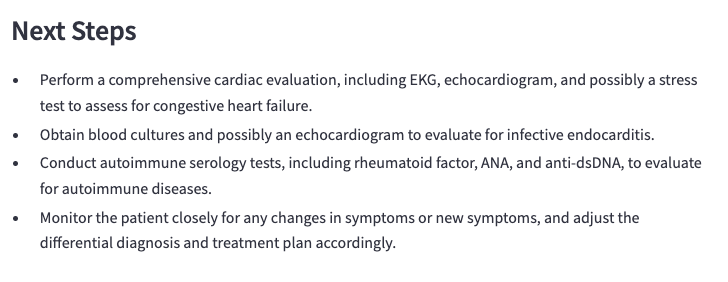 Next Steps
• Perform a comprehensive cardiac evaluation, including EKG, echocardiogram, and possibly a stress
test to assess for congestive heart failure.
• Obtain blood cultures and possibly an echocardiogram to evaluate for infective endocarditis.
• Conduct autoimmune serology tests, including rheumatoid factor, ANA, and anti-dsDNA, to evaluate
for autoimmune diseases.
• Monitor the patient closely for any changes in symptoms or new symptoms, and adjust the
differential diagnosis and treatment plan accordingly.